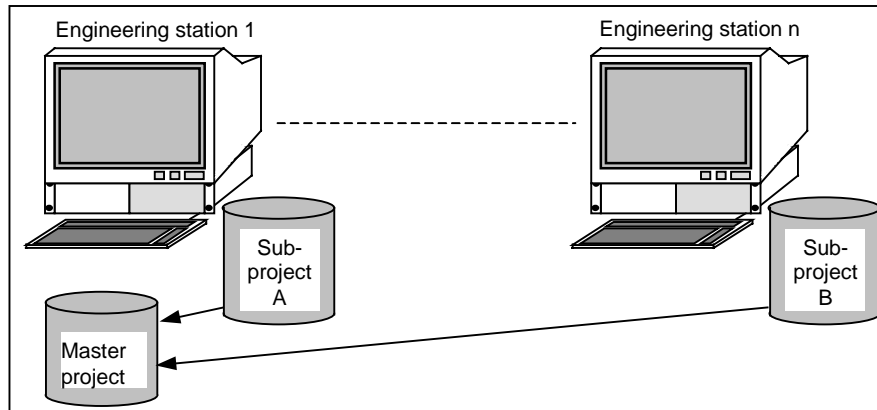 Engineering station 1
Engineering station n
Sub-
project
A
Sub-
project
B
Master
project